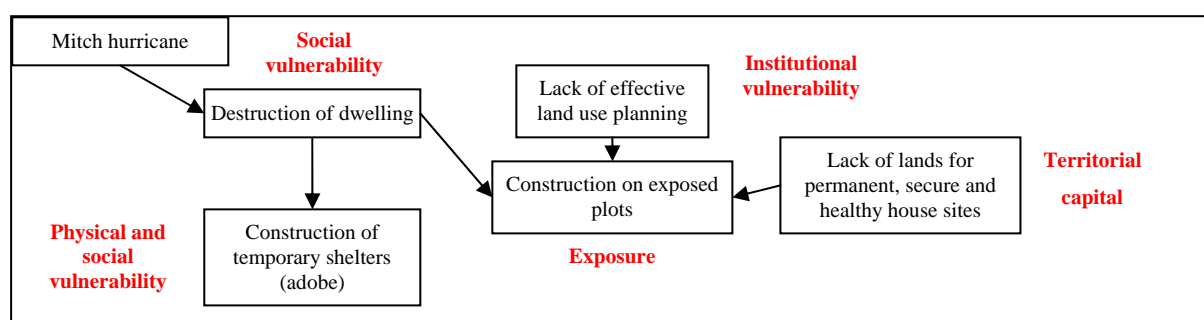 Mitch hurricane
Social
vulnerability
Destruction of dwelling
Lack of effective
land use planning
Institutional
vulnerability
Construction on exposed
plots
Lack of lands for
permanent, secure and
healthy house sites
Territorial
capital
Physical and
social
vulnerability
Construction of
temporary shelters
(adobe)
Exposure